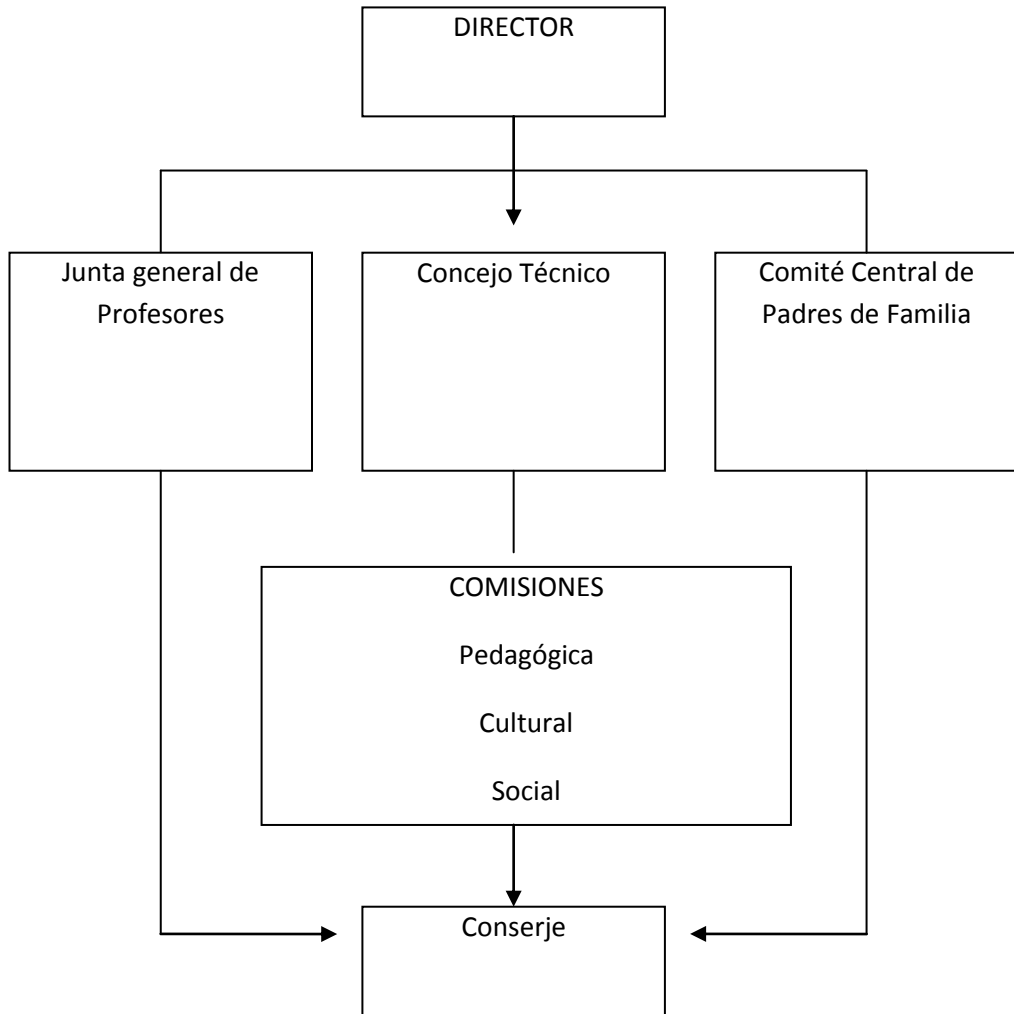 DIRECTOR
Junta general de
Profesores
Concejo Técnico
Comité Central de
Padres de Familia
COMISIONES
Pedagógica
Cultural
Social
Conserje